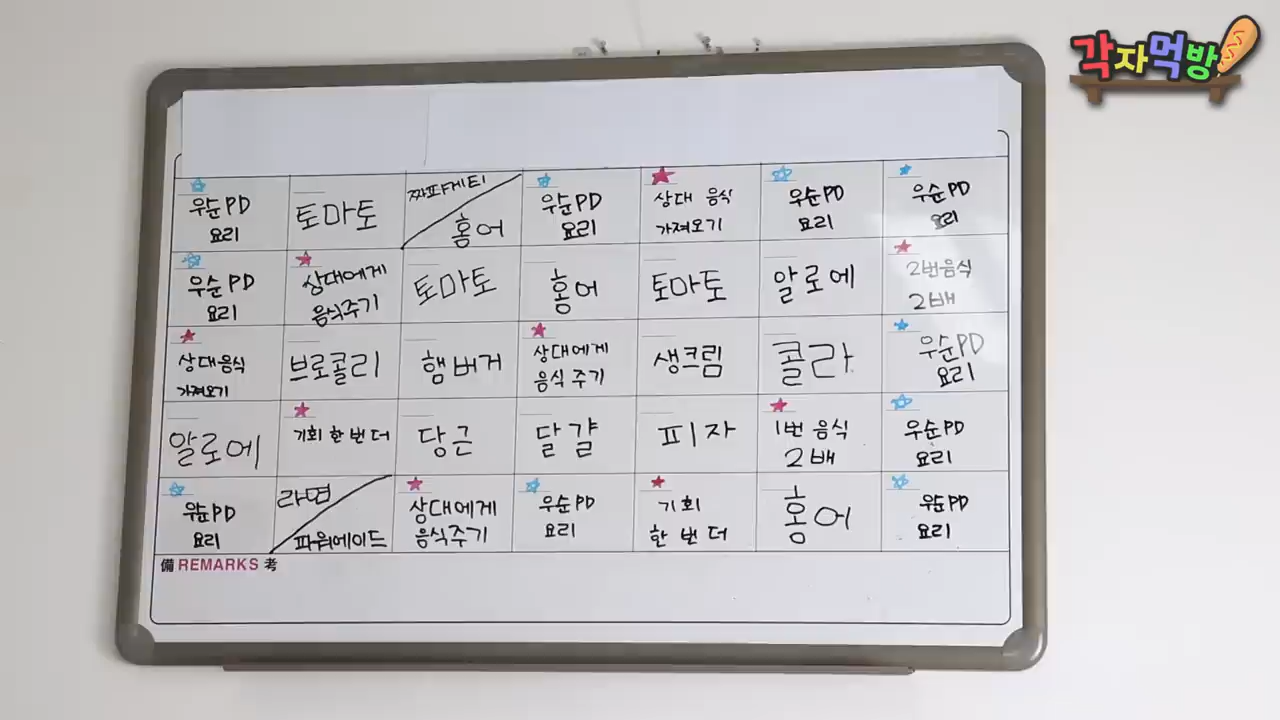 각자먹방
우순PD
요리
토마토
짜파게티
홍어
우순PD
요리
상대 음식
가져오기
우순PD
요리
우순PD
요리
우순PD
요리
상대에게
음식주기
토마토
홍어
토마토
알로에
2번음식
2배
상대음식
가져오기
브로콜리
햄버거
상대에게
음식 주기
생크림
콜라
우순PD
요리
알로에
기회 한 번 더
당근
달걀
피자
1번 음식
2배
우순PD
요리
우순PD
요리
라면
파워에이드
상대에게
음식주기
우순PD
요리
기회
한 번 더
홍어
우순PD
요리
備 REMARKS 考